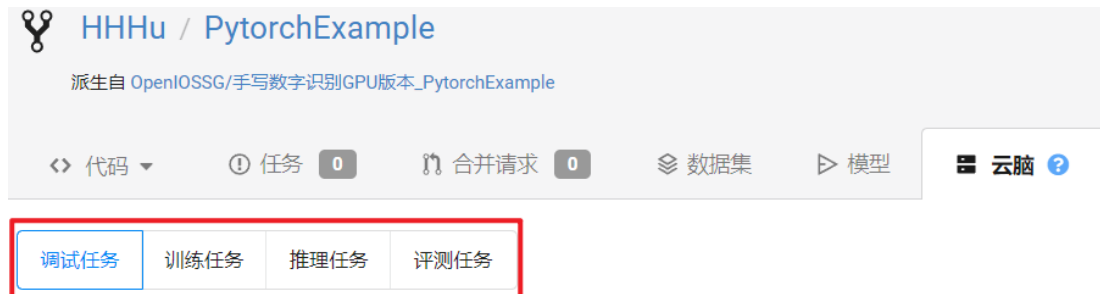 HHHu / PytorchExample
派生自 OpenIOSSG/手写数字识别GPU版本_PytorchExample
代码 任务 0 合并请求 0 数据集 模型 云脑 ?
调试任务 训练任务 推理任务 评测任务